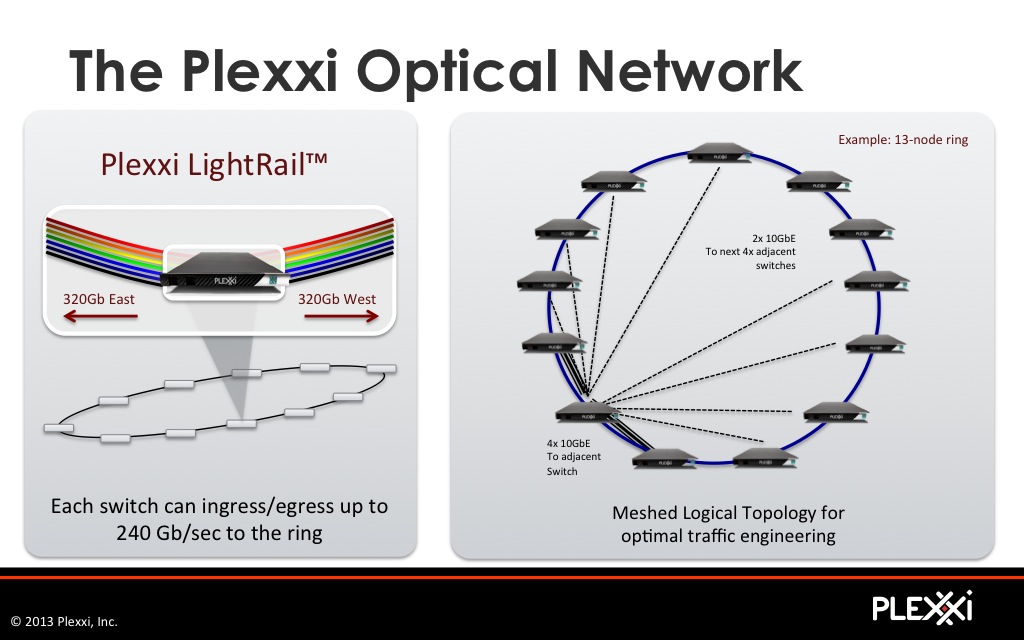 The Plexxi Optical Network
Plexxi LightRail™
PLEXXi
320Gb East
320Gb West
Each switch can ingress/egress up to
240 Gb/sec to the ring
Example: 13-node ring
2x 10GbE
To next 4x adjacent
switches
4x 10GbE
To adjacent
Switch
Meshed Logical Topology for
optimal traffic engineering
© 2013 Plexxi, Inc.
PLEXXi